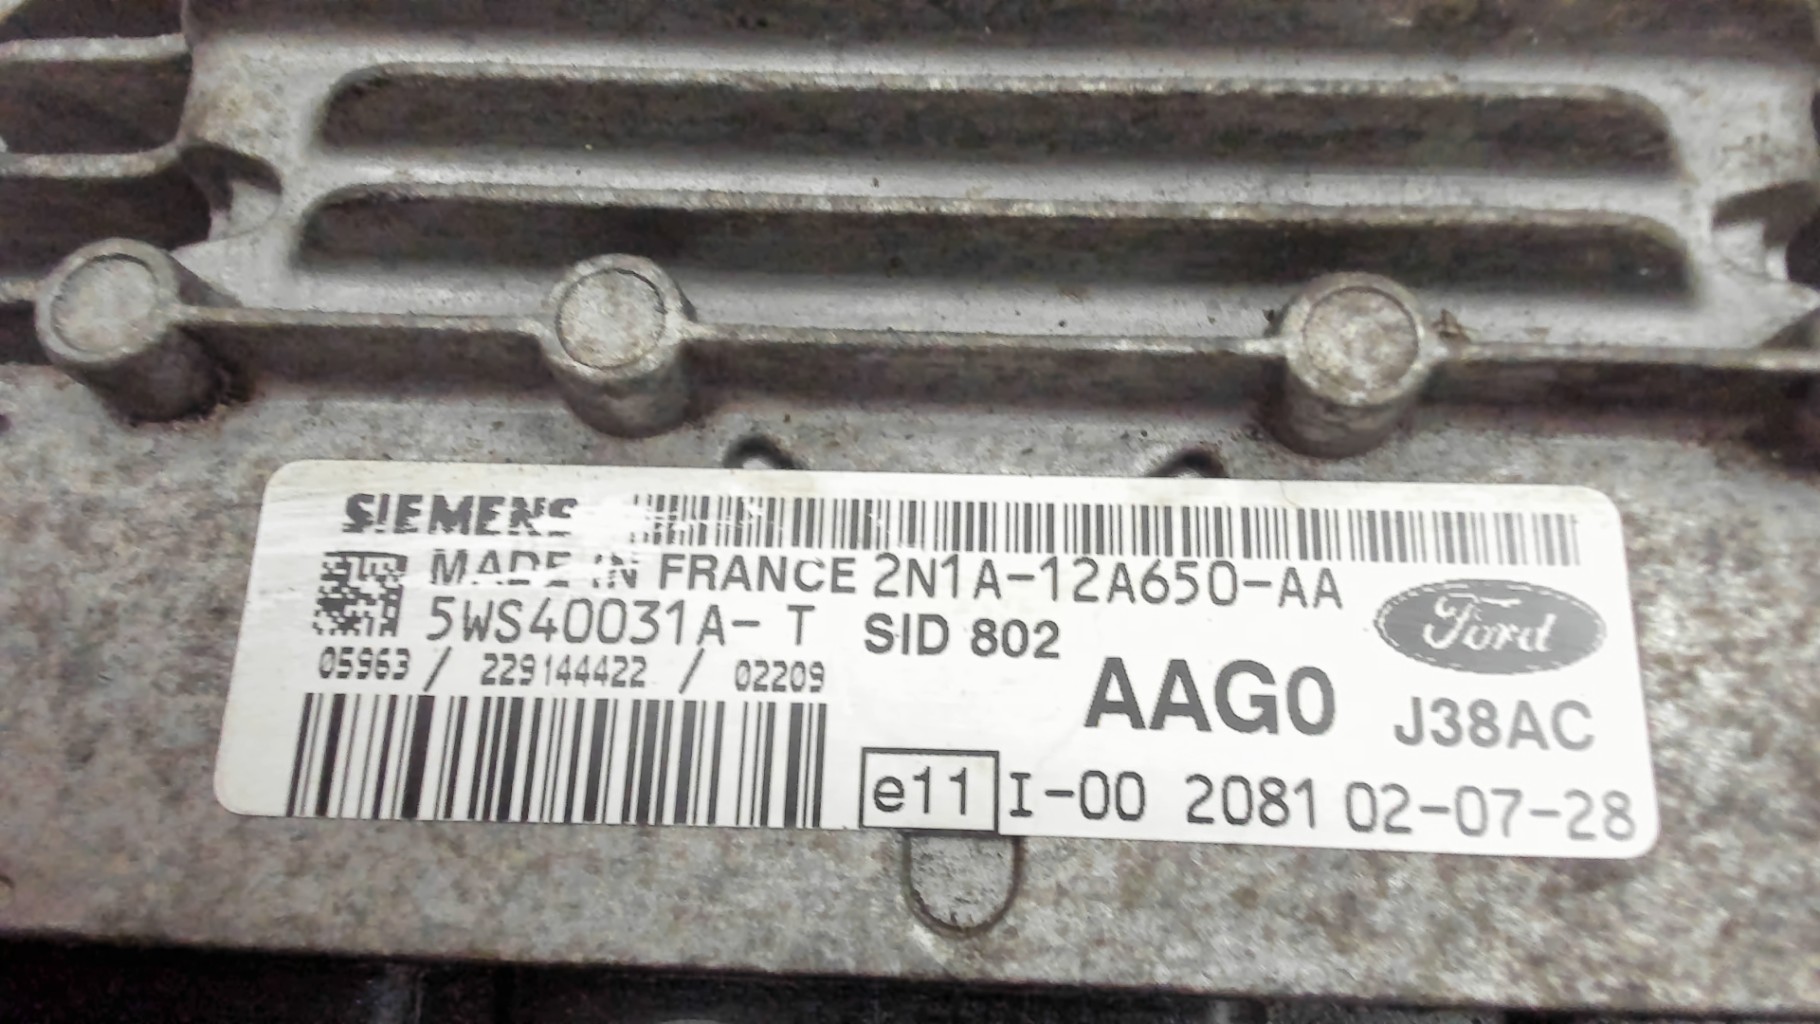 SIEMENS
MADE IN FRANCE 2N1A-12A650-AA
5WS40031A- T SID 802
Ford
05963 / 229144422 / 02209
AAGO J38AC
e11 I-00 2081 02-07-28